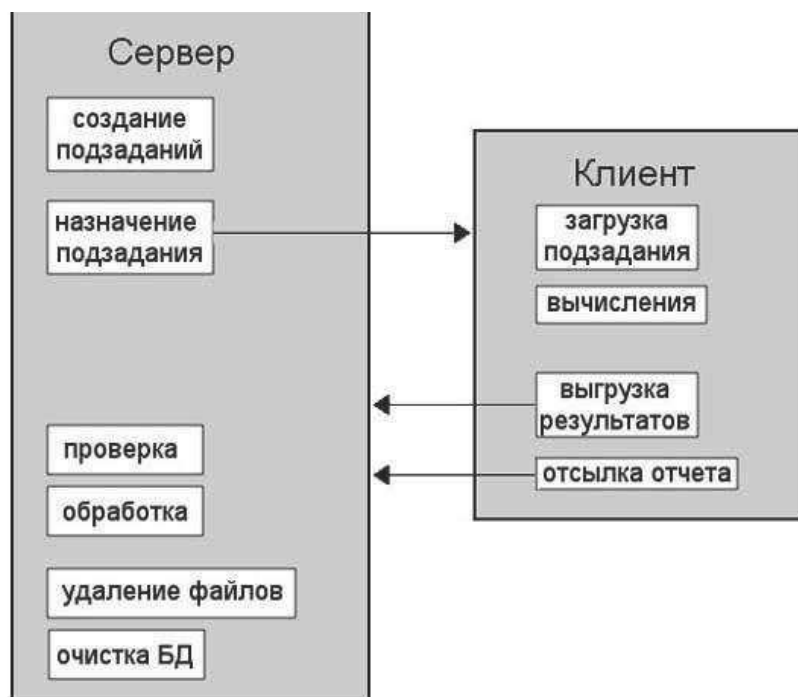 Сервер
создание
подзаданий
назначение
подзадания
проверка
обработка
удаление файлов
очистка БД
Клиент
загрузка
подзадания
вычисления
выгрузка
результатов
отсылка отчета